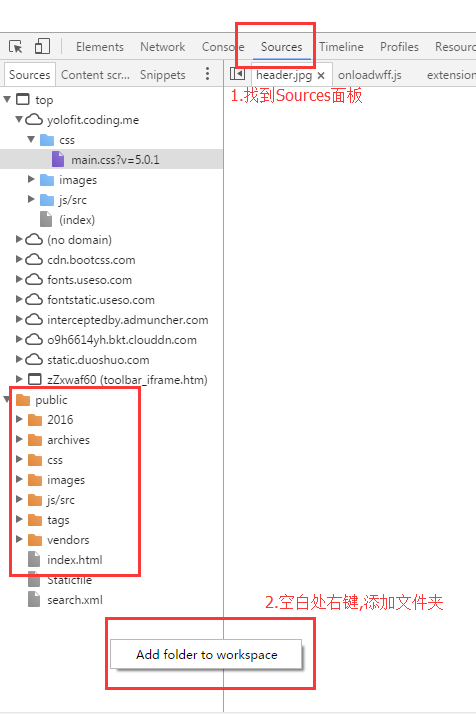 Elements Network Console Sources Timeline Profiles Resour
Sources Content scr... Snippets header.jpg × onloadwff.js extension
1.找到Sources面板
top
yolofit.coding.me
css
main.css?v=5.0.1
images
js/src
(index)
(no domain)
cdn.bootcss.com
fonts.useso.com
fontstatic.useso.com
interceptedby.admuncher.com
o9h6614yh.bkt.clouddn.com
static.duoshuo.com
zZxwaf60 (toolbar_iframe.htm)
public
2016
archives
css
images
js/src
tags
vendors
index.html
Staticfile
search.xml
2.空白处右键,添加文件夹
Add folder to workspace